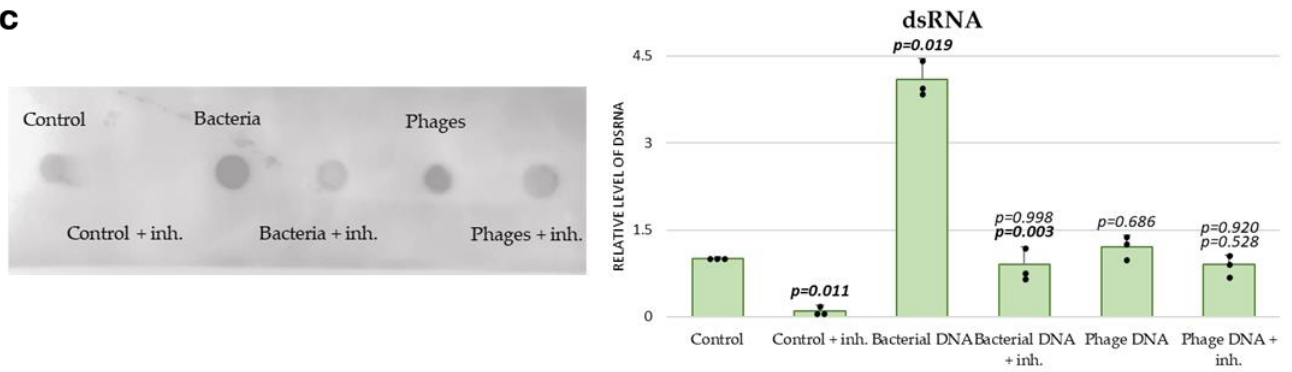 c
Control
Bacteria
Phages
Control + inh.
Bacteria + inh.
Phages + inh.
dsRNA
RELATIVE LEVEL OF DSRNA
4.5
3
1.5
0
p=0.011
p=0.019
p=0.998
p=0.003
p=0.686
p=0.920
p=0.528
Control
Control + inh.
Bacterial DNA
Bacterial DNA
+ inh.
Phage DNA
Phage DNA +
inh.